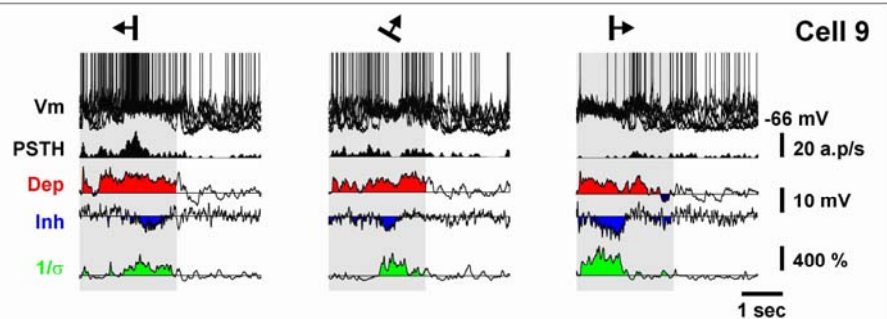 Cell 9
Vm
-66 mV
PSTH
20 a.p/s
Dep
10 mV
Inh
1/σ
400 %
1 sec